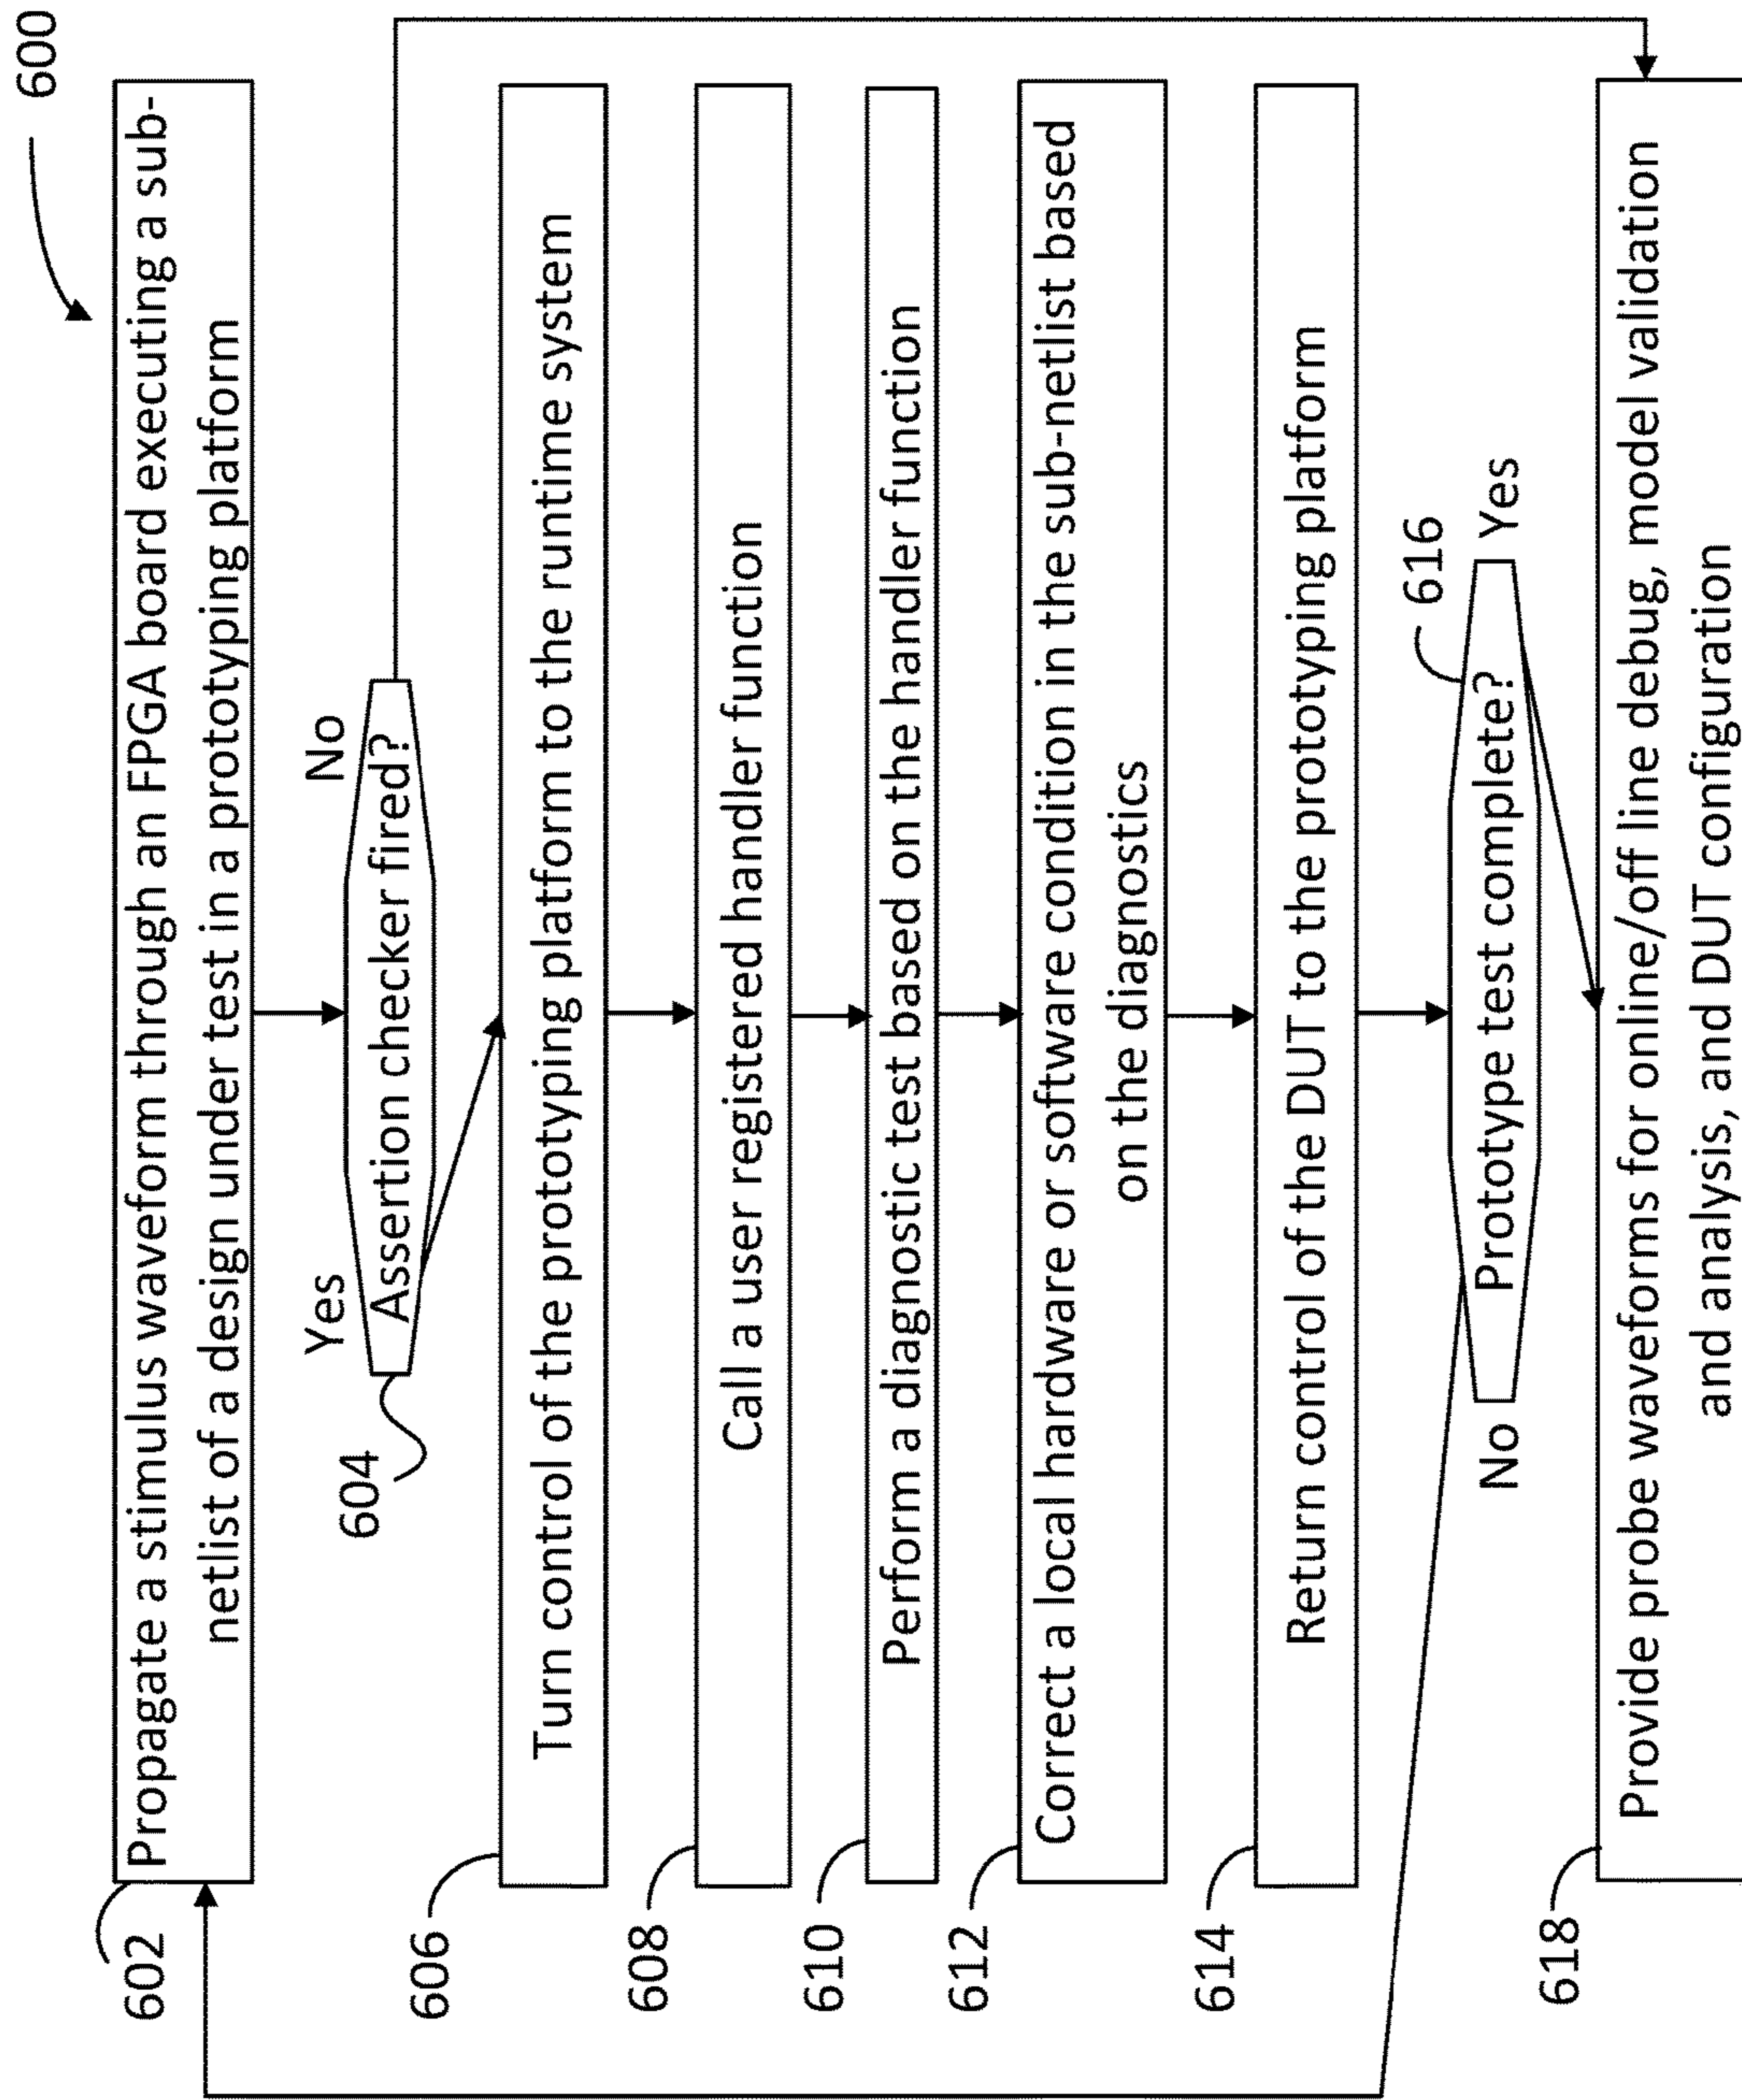 600
602
Propagate a stimulus waveform through an FPGA board executing a sub-
netlist of a design under test in a prototyping platform
Yes
No
604
Assertion checker fired?
606
Turn control of the prototyping platform to the runtime system
608
Call a user registered handler function
610
Perform a diagnostic test based on the handler function
612
Correct a local hardware or software condition in the sub-netlist based
on the diagnostics
614
Return control of the DUT to the prototyping platform
616
No
Prototype test complete?
Yes
618
Provide probe waveforms for online/off line debug, model validation
and analysis, and DUT configuration